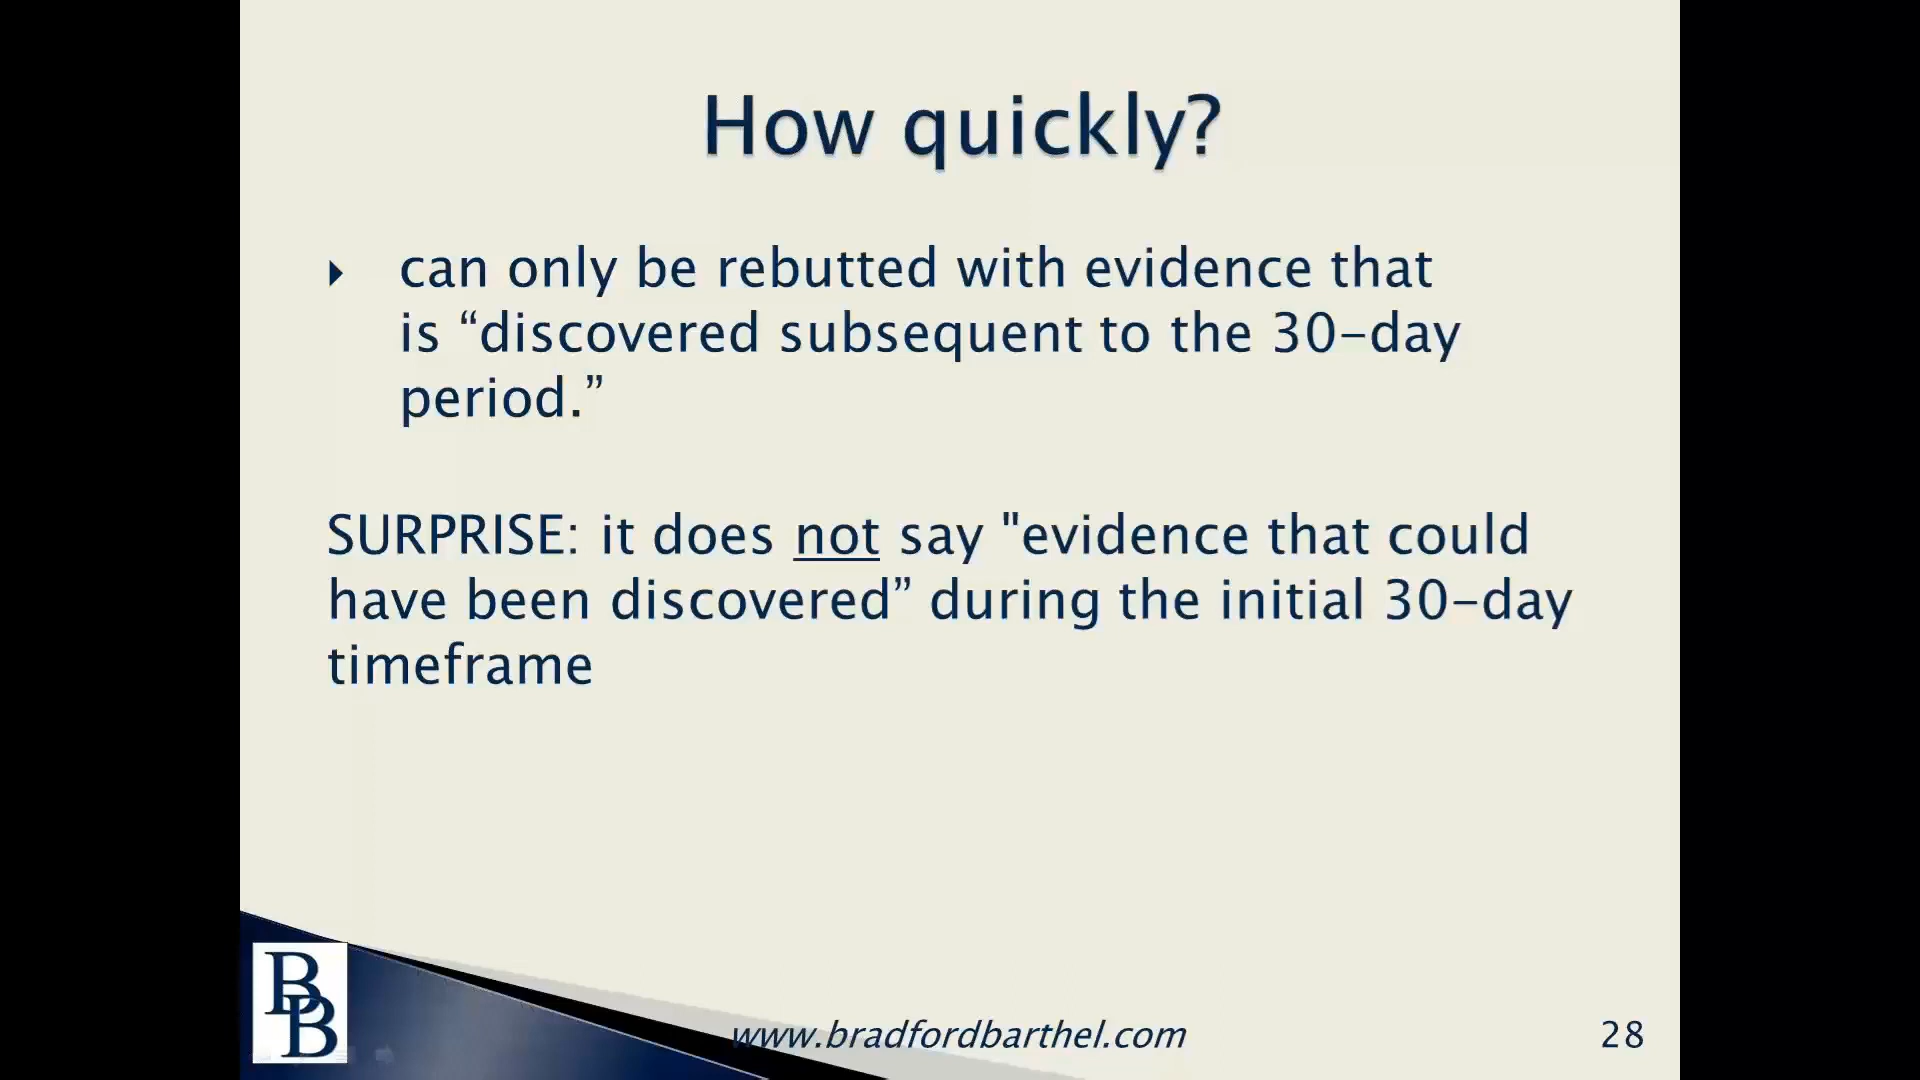 How quickly?
can only be rebutted with evidence that
is “discovered subsequent to the 30-day
period.”
SURPRISE: it does not say "evidence that could
have been discovered” during the initial 30-day
timeframe
BB
www.bradfordbarthel.com
28